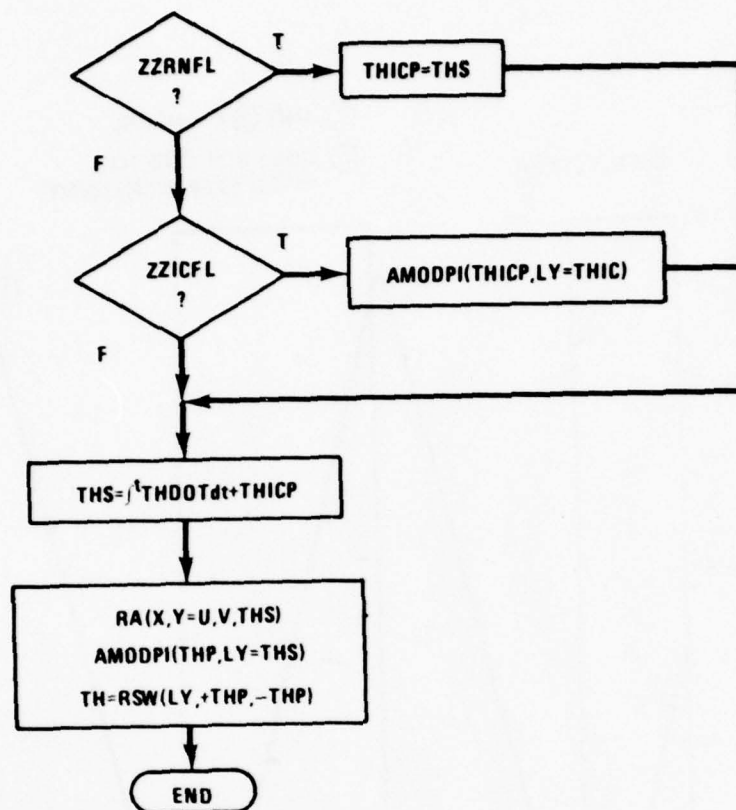 ZZRNFL
?
T
THICP=THS
F
ZZICFL
?
T
AMODPI(THICP,LY=THIC)
F
THS=∫ᵗTHDOTdt+THICP
RA(X,Y=U,V,THS)
AMODPI(THP,LY=THS)
TH=RSW(LY,+THP,−THP)
END